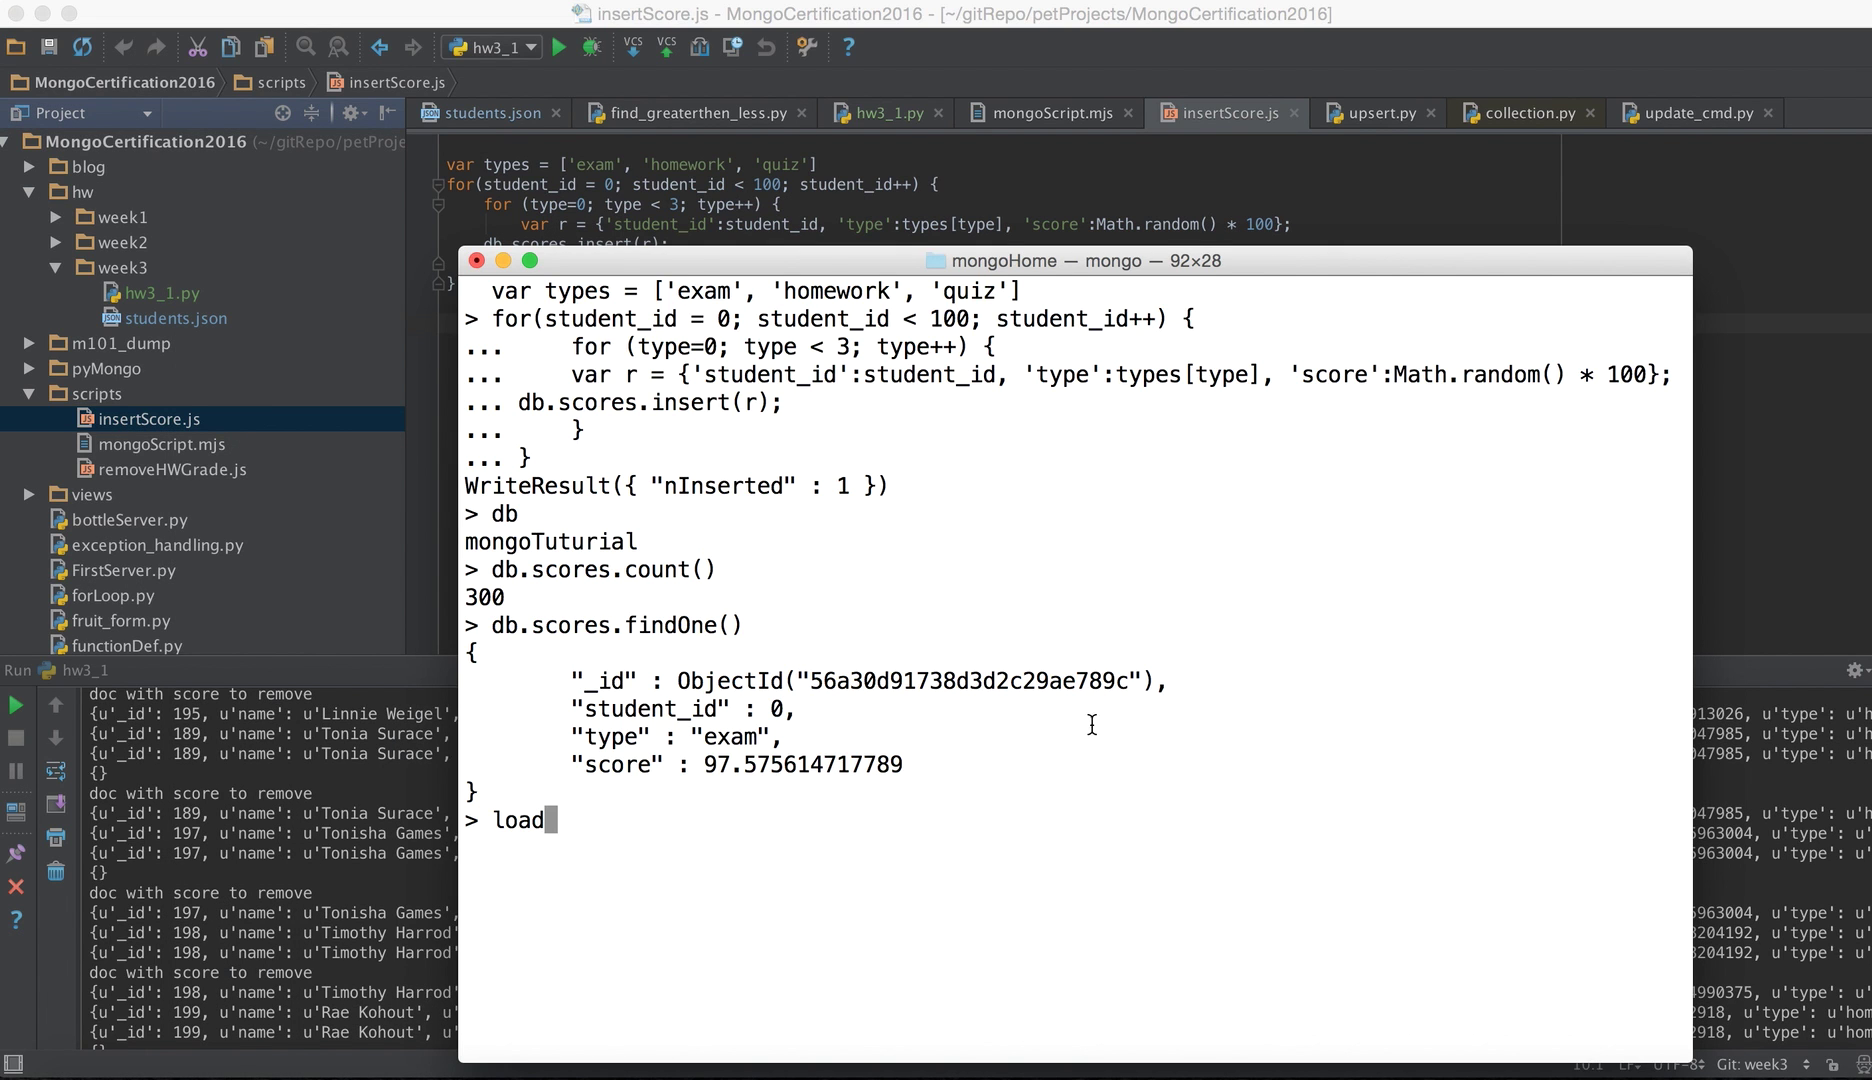 insertScore.js - MongoCertification2016 - [~/gitRepo/petProjects/MongoCertification2016]
hw3_1
VCS VCS
MongoCertification2016 scripts insertScore.js
Project
students.json find_greaterthen_less.py hw3_1.py mongoScript.mjs insertScore.js upsert.py collection.py update_cmd.py
MongoCertification2016 (~/gitRepo/petProje
blog
hw
week1
week2
week3
hw3_1.py
students.json
m101_dump
pyMongo
scripts
insertScore.js
mongoScript.mjs
removeHWGrade.js
views
bottleServer.py
exception_handling.py
FirstServer.py
forLoop.py
fruit_form.py
functionDef.py
var types = ['exam', 'homework', 'quiz']
for(student_id = 0; student_id < 100; student_id++) {
for (type=0; type < 3; type++) {
var r = {'student_id':student_id, 'type':types[type], 'score':Math.random() * 100};
db.scores.insert(r);
}
mongoHome — mongo — 92×28
var types = ['exam', 'homework', 'quiz']
> for(student_id = 0; student_id < 100; student_id++) {
... for (type=0; type < 3; type++) {
... var r = {'student_id':student_id, 'type':types[type], 'score':Math.random() * 100};
... db.scores.insert(r);
... }
... }
WriteResult({ "nInserted" : 1 })
> db
mongoTuturial
> db.scores.count()
300
> db.scores.findOne()
{
"_id" : ObjectId("56a30d91738d3d2c29ae789c"),
"student_id" : 0,
"type" : "exam",
"score" : 97.575614717789
}
> load
Run hw3_1
doc with score to remove
{u'_id': 195, u'name': u'Linnie Weigel', 913026, u'type': u'h
{u'_id': 189, u'name': u'Tonia Surace', 047985, u'type': u'h
{u'_id': 189, u'name': u'Tonia Surace', 047985, u'type': u'h
{}
doc with score to remove
{u'_id': 189, u'name': u'Tonia Surace', 047985, u'type': u'h
{u'_id': 197, u'name': u'Tonisha Games', 5963004, u'type': u'
{u'_id': 197, u'name': u'Tonisha Games', 5963004, u'type': u'
{}
doc with score to remove
{u'_id': 197, u'name': u'Tonisha Games', 5963004, u'type': u'
{u'_id': 198, u'name': u'Timothy Harrod' 8204192, u'type': u'
{u'_id': 198, u'name': u'Timothy Harrod' 8204192, u'type': u'
doc with score to remove
{u'_id': 198, u'name': u'Timothy Harrod' 4990375, u'type': u'
{u'_id': 199, u'name': u'Rae Kohout', u' 2918, u'type': u'hom
{u'_id': 199, u'name': u'Rae Kohout', u' 2918, u'type': u'hom
Git: week3